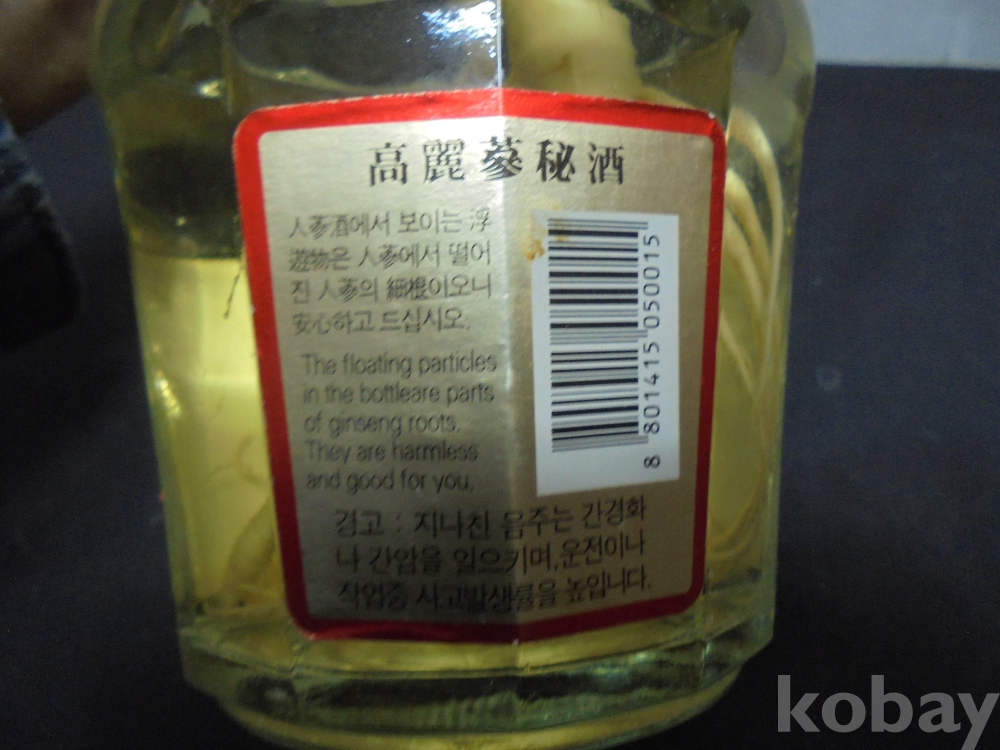 高麗蔘秘酒
人蔘酒에서 보이는 浮
遊物은 人蔘에서 떨어
진 人蔘의 細根이오니
安心하고 드십시오.
The floating particles
in the bottleare parts
of ginseng roots.
They are harmless
and good for you.
8 801415 050015
경고 : 지나친 음주는 간경화
나 간암을 일으키며,운전이나
작업중 사고발생률을 높입니다.
kobay